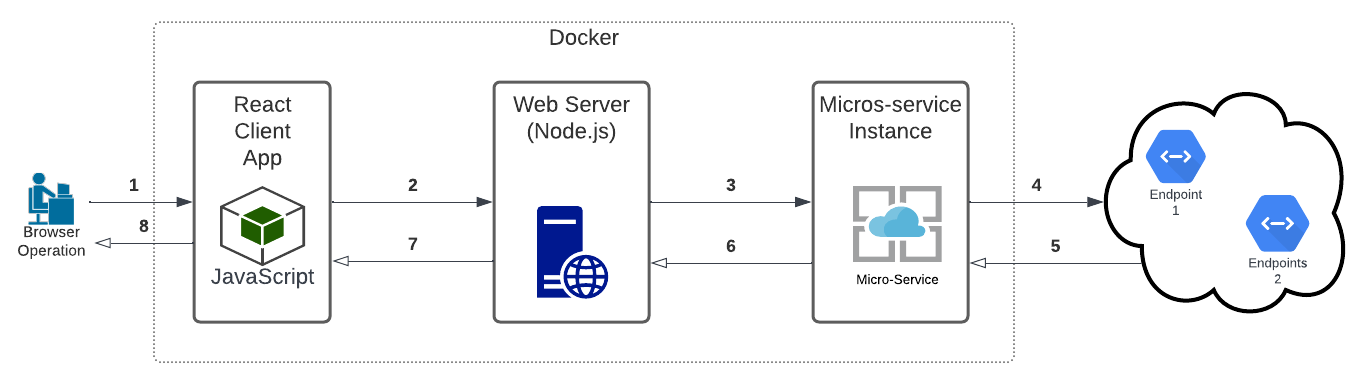 Docker
React
Client
App
JavaScript
Web Server
(Node.js)
Micros-service
Instance
Micro-Service
Browser
Operation
1
8
2
7
3
6
4
5
Endpoint
1
Endpoints
2